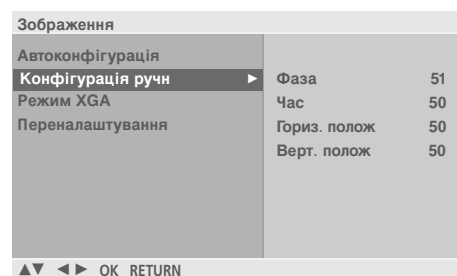 Зображення
Автоконфігурація
Конфігурація ручн ►
Режим XGA
Переналаштування
Фаза 51
Час 50
Гориз. полож 50
Верт. полож 50
▲▼ ◄► OK RETURN